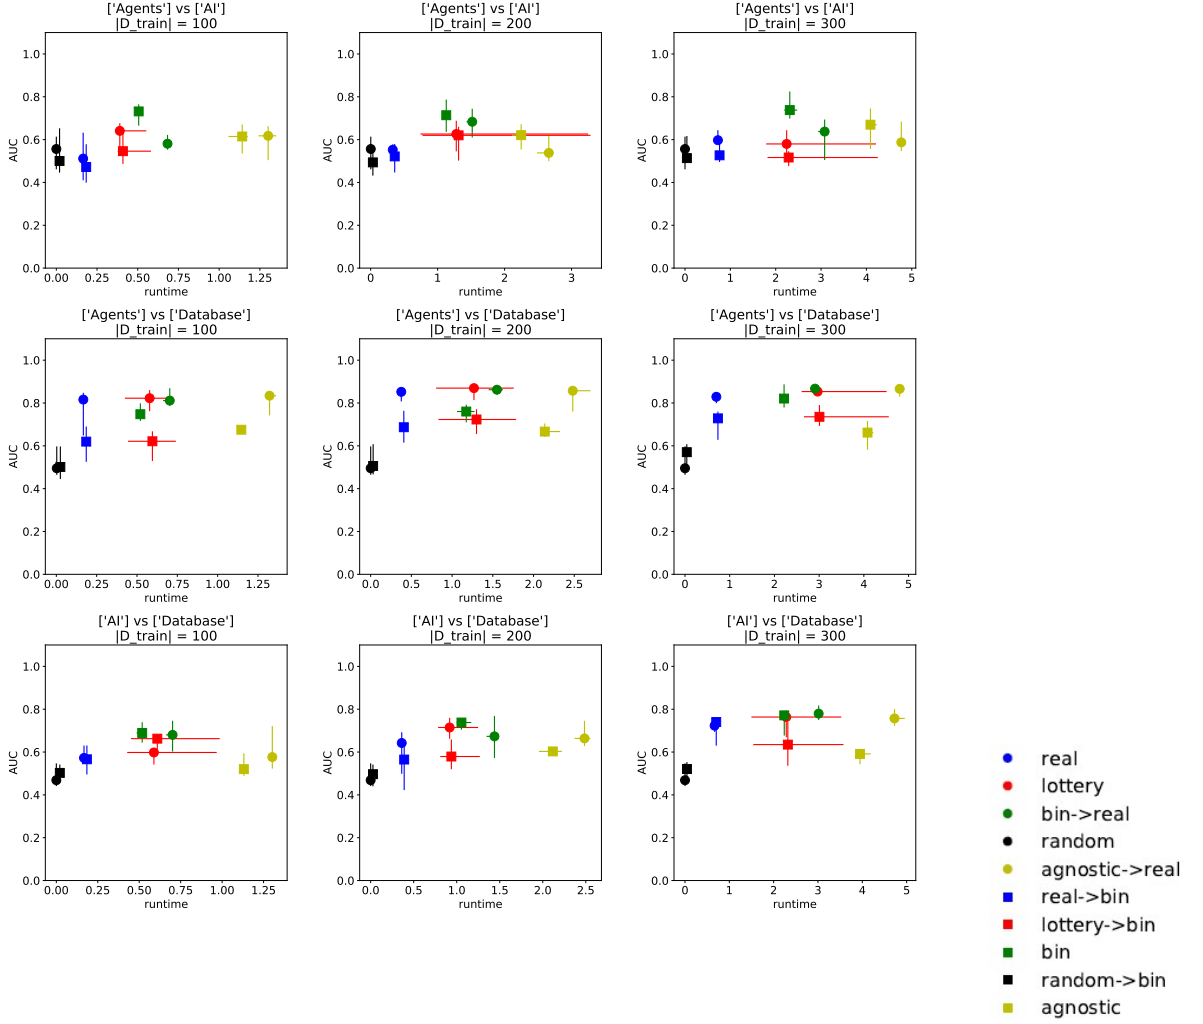 ['Agents'] vs ['AI']
|D_train| = 100
1.0
0.8
0.6
0.4
0.2
0.0
AUC
0.00 0.25 0.50 0.75 1.00 1.25
runtime
['Agents'] vs ['AI']
|D_train| = 200
1.0
0.8
0.6
0.4
0.2
0.0
AUC
0 1 2 3
runtime
['Agents'] vs ['AI']
|D_train| = 300
1.0
0.8
0.6
0.4
0.2
0.0
AUC
0 1 2 3 4 5
runtime
['Agents'] vs ['Database']
|D_train| = 100
1.0
0.8
0.6
0.4
0.2
0.0
AUC
0.00 0.25 0.50 0.75 1.00 1.25
runtime
['Agents'] vs ['Database']
|D_train| = 200
1.0
0.8
0.6
0.4
0.2
0.0
AUC
0.0 0.5 1.0 1.5 2.0 2.5
runtime
['Agents'] vs ['Database']
|D_train| = 300
1.0
0.8
0.6
0.4
0.2
0.0
AUC
0 1 2 3 4 5
runtime
['AI'] vs ['Database']
|D_train| = 100
1.0
0.8
0.6
0.4
0.2
0.0
AUC
0.00 0.25 0.50 0.75 1.00 1.25
runtime
['AI'] vs ['Database']
|D_train| = 200
1.0
0.8
0.6
0.4
0.2
0.0
AUC
0.0 0.5 1.0 1.5 2.0 2.5
runtime
['AI'] vs ['Database']
|D_train| = 300
1.0
0.8
0.6
0.4
0.2
0.0
AUC
0 1 2 3 4 5
runtime
real
lottery
bin->real
random
agnostic->real
real->bin
lottery->bin
bin
random->bin
agnostic